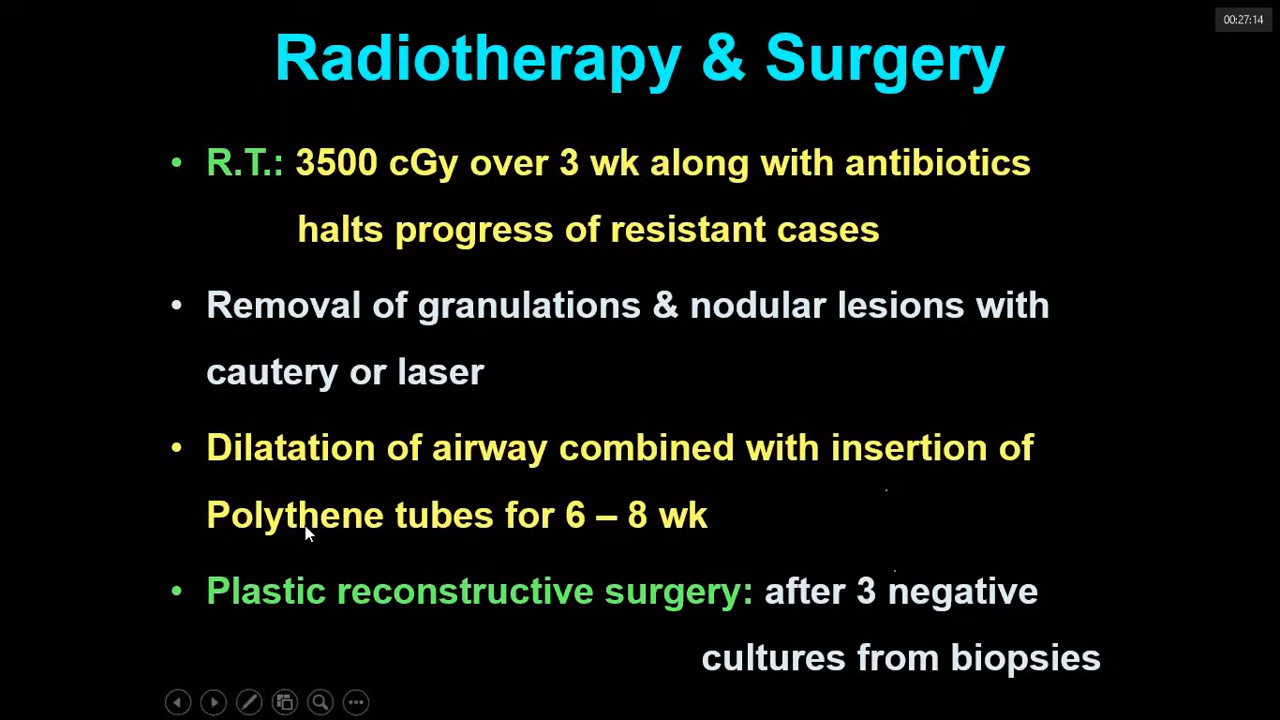 00:27:14
Radiotherapy & Surgery
• R.T.: 3500 cGy over 3 wk along with antibiotics
halts progress of resistant cases
• Removal of granulations & nodular lesions with
cautery or laser
• Dilatation of airway combined with insertion of
Polythene tubes for 6 – 8 wk
• Plastic reconstructive surgery: after 3 negative
cultures from biopsies